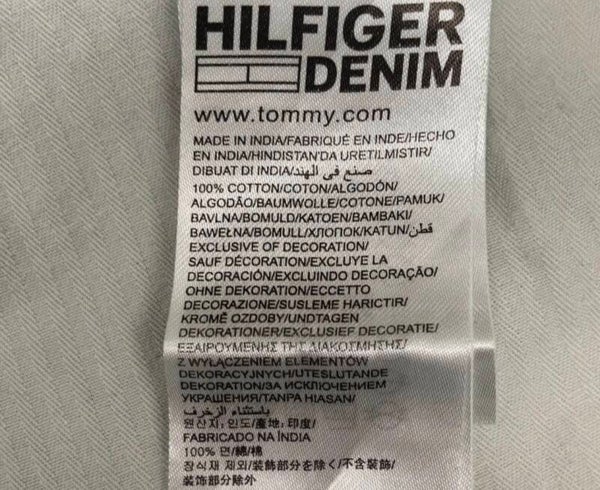 HILFIGER
DENIM
www.tommy.com
MADE IN INDIA/FABRIQUÉ EN INDE/HECHO
EN INDIA/HINDISTAN'DA URETILMISTIR/
DIBUAT DI INDIA/صنع في الهند/
100% COTTON/COTON/ALGODÓN/
ALGODÃO/BAUMWOLLE/COTONE/PAMUK/
BAVLNA/BOMULD/KATOEN/BAMBAKI/
BAWEŁNA/BOMULL/ХЛОПОК/KATUN/قطن/
EXCLUSIVE OF DECORATION/
SAUF DÉCORATION/EXCLUYE LA
DECORACIÓN/EXCLUINDO DECORAÇÃO/
OHNE DEKORATION/ECCETTO
DECORAZIONE/SUSLEME HARICTIR/
KROMĚ OZDOBY/UNDTAGEN
DEKORATIONER/EXCLUSIEF DECORATIE/
ΕΞΑΙΡΟΥΜΕΝΗΣ ΤΗΣ ΔΙΑΚΟΣΜΗΣΗΣ/
Z WYŁĄCZENIEM ELEMENTÓW
DEKORACYJNYCH/UTESLUTANDE
DEKORATION/ЗА ИСКЛЮЧЕНИЕМ
УКРАШЕНИЯ/TANPA HIASAN/
باستثناء الزخرف/
원산지: 인도/產地: 印度/
FABRICADO NA ÍNDIA
100% 면/綿/棉
장식재 제외/装飾部分を除く/不含裝飾/
装饰部分除外